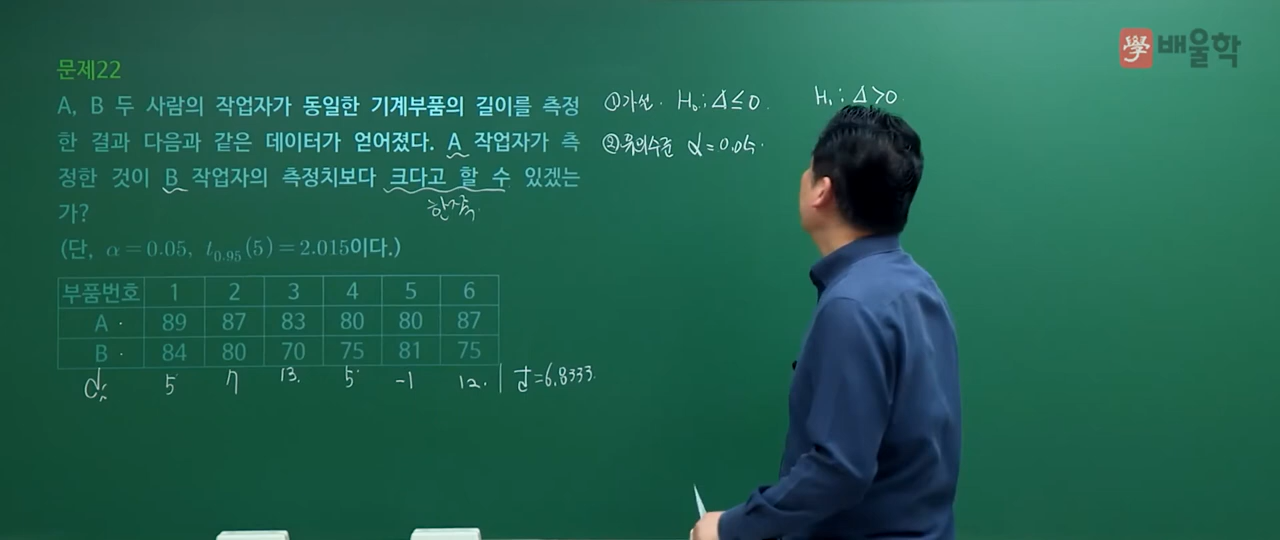 學 배울학
문제22
A, B 두 사람의 작업자가 동일한 기계부품의 길이를 측정
한 결과 다음과 같은 데이터가 얻어졌다. A 작업자가 측
정한 것이 B 작업자의 측정치보다 크다고 할 수 있겠는
가?
한쪽.
(단, α = 0.05, t₀.₉₅(5) = 2.015이다.)
부품번호 1 2 3 4 5 6
A 89 87 83 80 80 87
B 84 80 70 75 81 75
dᵢ 5 7 13. 5 -1 12. d̄=6.8333.
①가설. H₀: Δ≤0. H₁: Δ>0.
②유의수준 α=0.05.